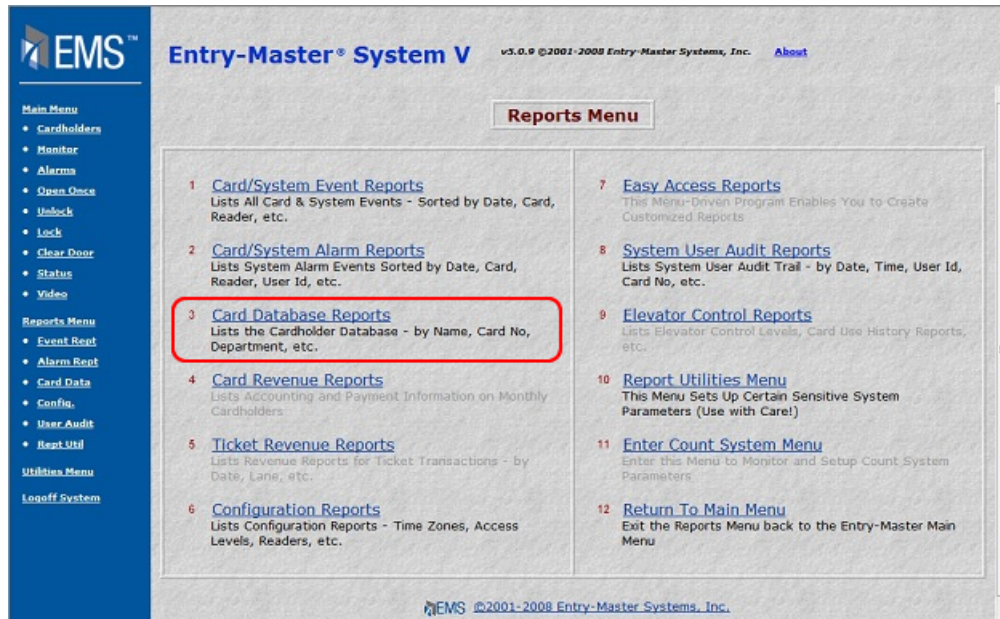 EMS™
Entry-Master® System V
v5.0.9 ©2001-2008 Entry-Master Systems, Inc.
About
Main Menu
Cardholders
Monitor
Alarms
Open Once
Unlock
Lock
Clear Door
Status
Video
Reports Menu
Event Rept
Alarm Rept
Card Data
Config.
User Audit
Rept Util
Utilities Menu
Logoff System
Reports Menu
1 Card/System Event Reports
Lists All Card & System Events - Sorted by Date, Card,
Reader, etc.
2 Card/System Alarm Reports
Lists System Alarm Events Sorted by Date, Card,
Reader, User Id, etc.
3 Card Database Reports
Lists the Cardholder Database - by Name, Card No,
Department, etc.
4 Card Revenue Reports
Lists Accounting and Payment Information on Monthly
Cardholders
5 Ticket Revenue Reports
Lists Revenue Reports for Ticket Transactions - by
Date, Lane, etc.
6 Configuration Reports
Lists Configuration Reports - Time Zones, Access
Levels, Readers, etc.
7 Easy Access Reports
This Menu-Driven Program Enables You to Create
Customized Reports
8 System User Audit Reports
Lists System User Audit Trail - by Date, Time, User Id,
Card No, etc.
9 Elevator Control Reports
Lists Elevator Control Levels, Card Use History Reports,
etc.
10 Report Utilities Menu
This Menu Sets Up Certain Sensitive System
Parameters (Use with Care!)
11 Enter Count System Menu
Enter this Menu to Monitor and Setup Count System
Parameters
12 Return To Main Menu
Exit the Reports Menu back to the Entry-Master Main
Menu
EMS ©2001-2008 Entry-Master Systems, Inc.